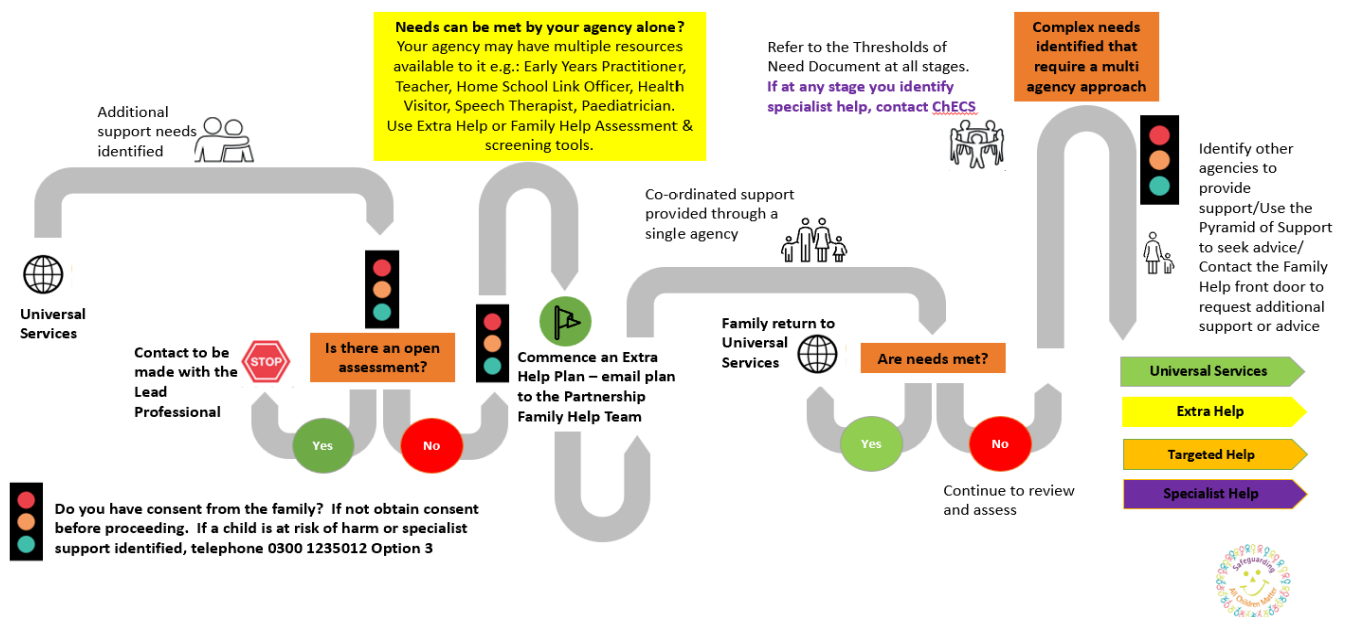 Additional
support needs
identified
Universal
Services
Contact to be
made with the
Lead
Professional
STOP
Is there an open
assessment?
Yes
No
Needs can be met by your agency alone?
Your agency may have multiple resources
available to it e.g.: Early Years Practitioner,
Teacher, Home School Link Officer, Health
Visitor, Speech Therapist, Paediatrician.
Use Extra Help or Family Help Assessment &
screening tools.
Commence an Extra
Help Plan – email plan
to the Partnership
Family Help Team
Co-ordinated support
provided through a
single agency
Refer to the Thresholds of
Need Document at all stages.
If at any stage you identify
specialist help, contact ChECS
Family return to
Universal
Services
Are needs met?
Yes
No
Continue to review
and assess
Complex needs
identified that
require a multi
agency approach
Identify other
agencies to
provide
support/Use the
Pyramid of Support
to seek advice/
Contact the Family
Help front door to
request additional
support or advice
Universal Services
Extra Help
Targeted Help
Specialist Help
Do you have consent from the family? If not obtain consent
before proceeding. If a child is at risk of harm or specialist
support identified, telephone 0300 1235012 Option 3
Safeguarding
All Children Matter